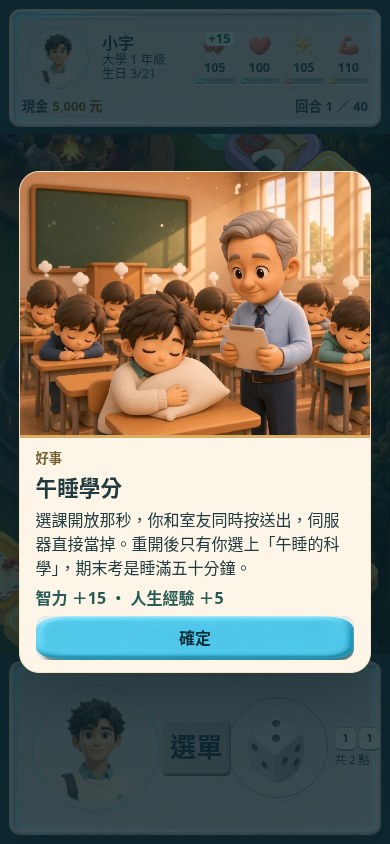 小宇
大學 1 年級
生日 3/21
+15
105
100
105
110
現金 5,000 元
回合 1 ／ 40
好事
午睡學分
選課開放那秒，你和室友同時按送出，伺服
器直接當掉。重開後只有你選上「午睡的科
學」，期末考是睡滿五十分鐘。
智力 ＋15 · 人生經驗 ＋5
確定
選單
1
1
共 2 點